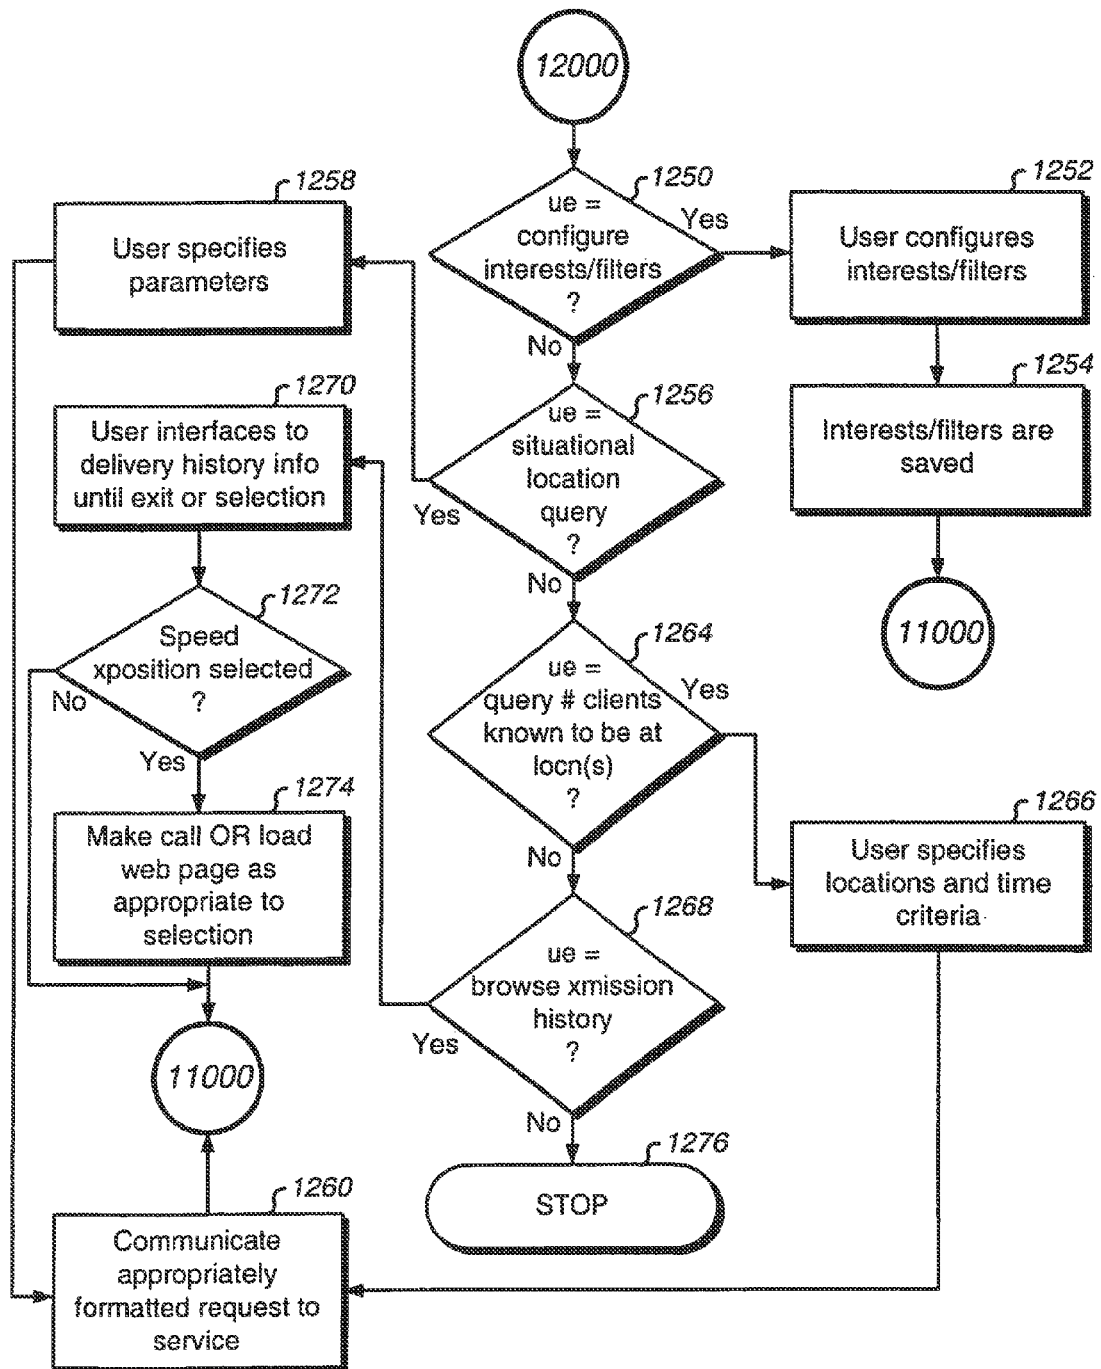 12000
1250
ue =
configure
interests/filters
?
Yes
No
1252
User configures
interests/filters
1254
Interests/filters are
saved
11000
1256
ue =
situational
location
query
?
Yes
No
1258
User specifies
parameters
1264
ue =
query # clients
known to be at
locn(s)
?
Yes
No
1266
User specifies
locations and time
criteria
1268
ue =
browse xmission
history
?
Yes
No
1270
User interfaces to
delivery history info
until exit or selection
1272
Speed
xposition selected
?
No
Yes
1274
Make call OR load
web page as
appropriate to
selection
11000
1260
Communicate
appropriately
formatted request to
service
1276
STOP